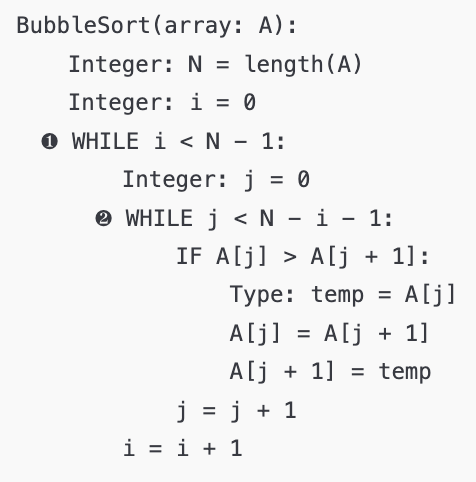 BubbleSort(array: A):
Integer: N = length(A)
Integer: i = 0
❶ WHILE i < N – 1:
Integer: j = 0
❷ WHILE j < N – i – 1:
IF A[j] > A[j + 1]:
Type: temp = A[j]
A[j] = A[j + 1]
A[j + 1] = temp
j = j + 1
i = i + 1